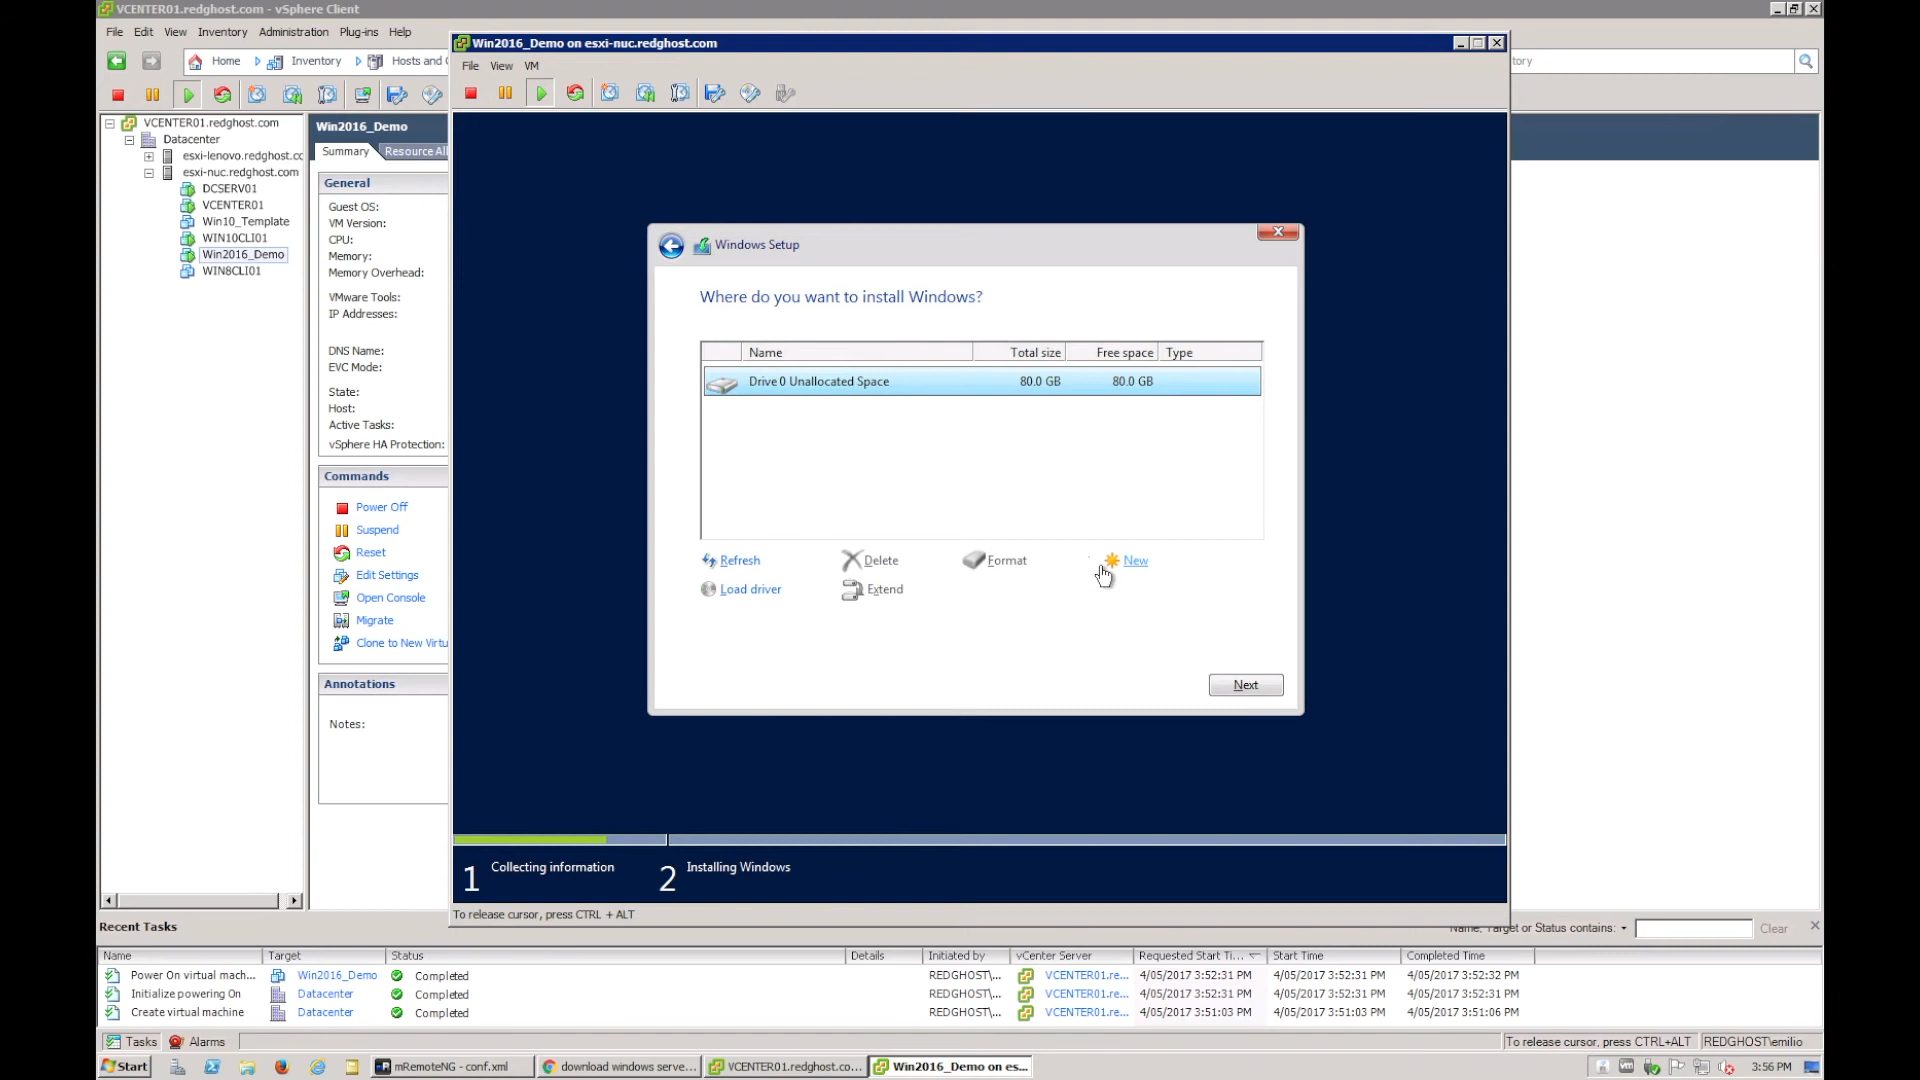 VCENTER01.redghost.com - vSphere Client
File Edit View Inventory Administration Plug-ins Help
Home Inventory Hosts and C
tory
VCENTER01.redghost.com
Datacenter
esxi-lenovo.redghost.cc
esxi-nuc.redghost.com
DCSERV01
VCENTER01
Win10_Template
WIN10CLI01
Win2016_Demo
WIN8CLI01
Win2016_Demo
Summary Resource All
General
Guest OS:
VM Version:
CPU:
Memory:
Memory Overhead:
VMware Tools:
IP Addresses:
DNS Name:
EVC Mode:
State:
Host:
Active Tasks:
vSphere HA Protection:
Commands
Power Off
Suspend
Reset
Edit Settings
Open Console
Migrate
Clone to New Virtu
Annotations
Notes:
Win2016_Demo on esxi-nuc.redghost.com
File View VM
Windows Setup
Where do you want to install Windows?
Name Total size Free space Type
Drive 0 Unallocated Space 80.0 GB 80.0 GB
Refresh Delete Format New
Load driver Extend
Next
1 Collecting information 2 Installing Windows
To release cursor, press CTRL + ALT
Recent Tasks
Name, Target or Status contains: Clear
Name Target Status Details Initiated by vCenter Server Requested Start Ti... Start Time Completed Time
Power On virtual mach... Win2016_Demo Completed REDGHOST\... VCENTER01.re... 4/05/2017 3:52:31 PM 4/05/2017 3:52:31 PM 4/05/2017 3:52:32 PM
Initialize powering On Datacenter Completed REDGHOST\... VCENTER01.re... 4/05/2017 3:52:31 PM 4/05/2017 3:52:31 PM 4/05/2017 3:52:31 PM
Create virtual machine Datacenter Completed REDGHOST\... VCENTER01.re... 4/05/2017 3:51:03 PM 4/05/2017 3:51:03 PM 4/05/2017 3:51:06 PM
Tasks Alarms To release cursor, press CTRL+ALT REDGHOST\emilio
Start mRemoteNG - conf.xml download windows serve... VCENTER01.redghost.co... Win2016_Demo on es... 3:56 PM